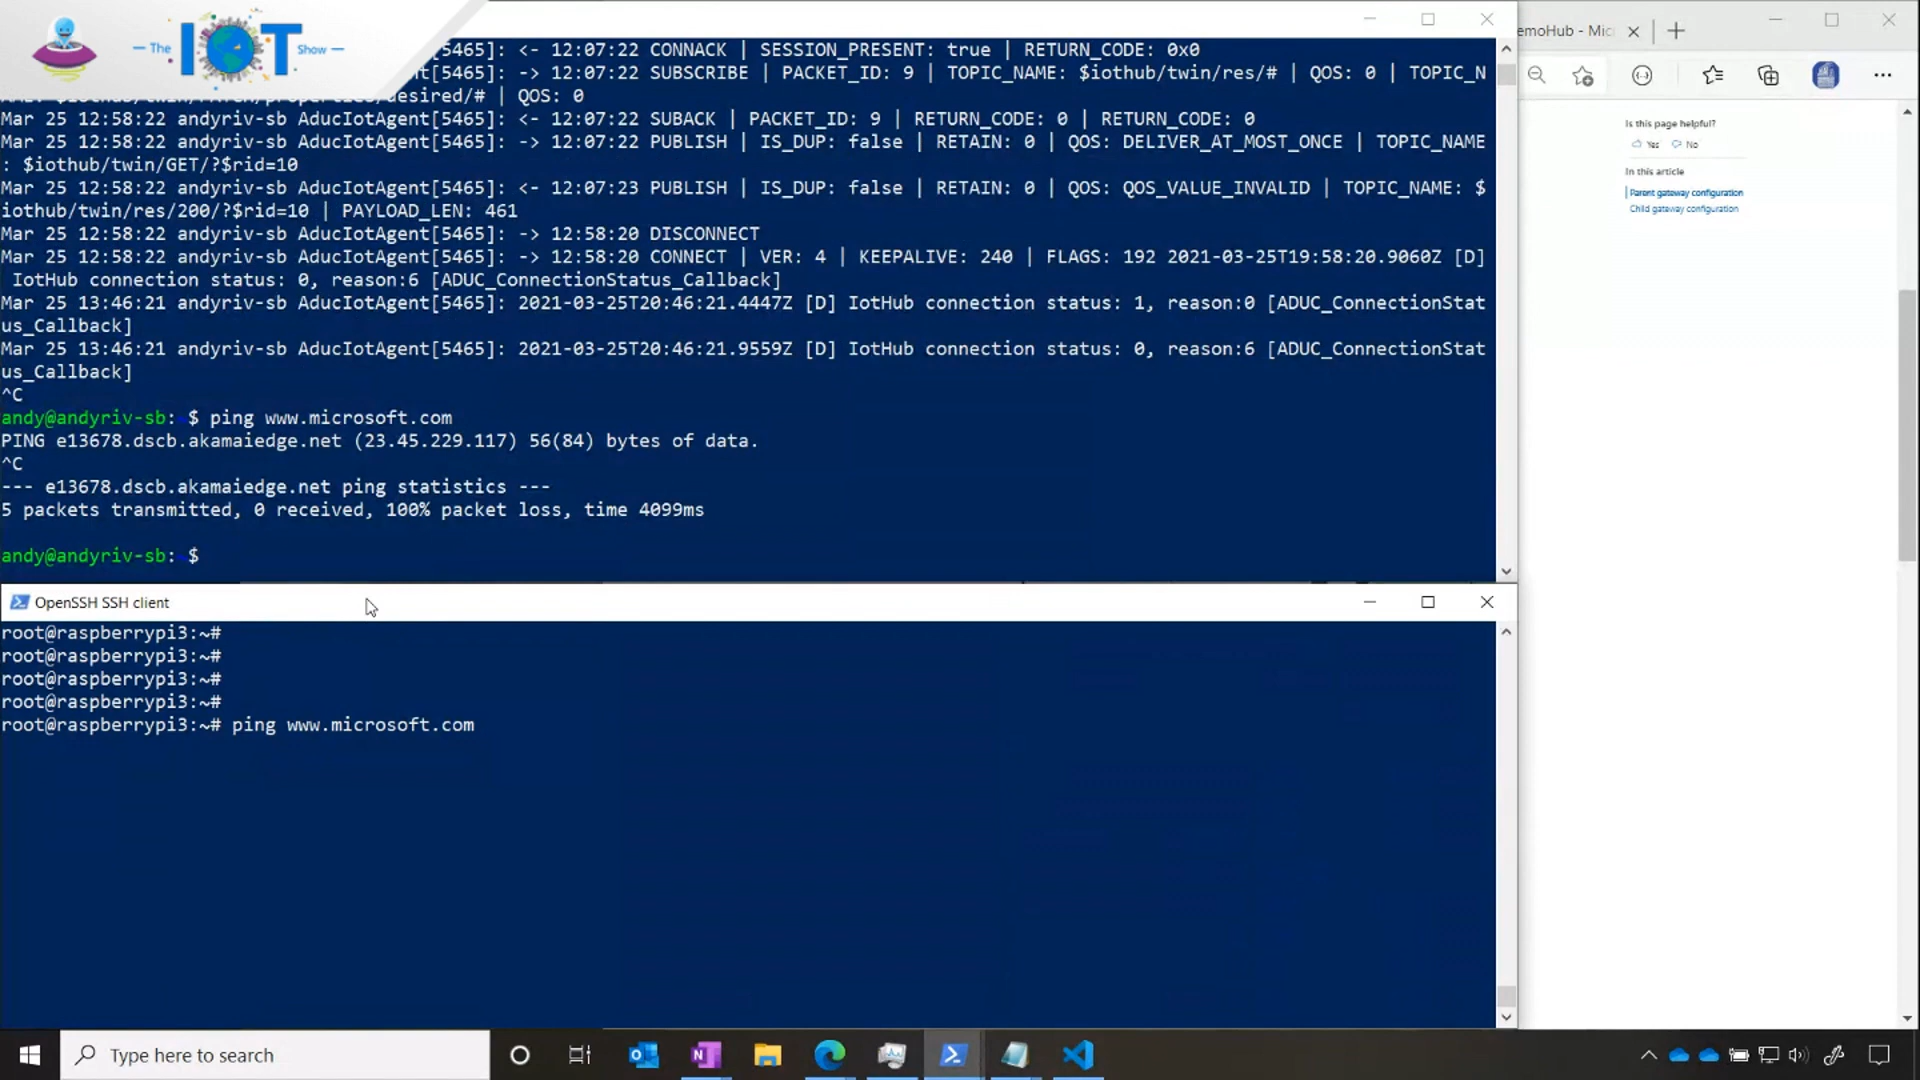 The IOT Show
t[5465]: <- 12:07:22 CONNACK | SESSION_PRESENT: true | RETURN_CODE: 0x0
t[5465]: -> 12:07:22 SUBSCRIBE | PACKET_ID: 9 | TOPIC_NAME: $iothub/twin/res/# | QOS: 0 | TOPIC_N
esired/# | QOS: 0
Mar 25 12:58:22 andyriv-sb AducIotAgent[5465]: <- 12:07:22 SUBACK | PACKET_ID: 9 | RETURN_CODE: 0 | RETURN_CODE: 0
Mar 25 12:58:22 andyriv-sb AducIotAgent[5465]: -> 12:07:22 PUBLISH | IS_DUP: false | RETAIN: 0 | QOS: DELIVER_AT_MOST_ONCE | TOPIC_NAME
: $iothub/twin/GET/?$rid=10
Mar 25 12:58:22 andyriv-sb AducIotAgent[5465]: <- 12:07:23 PUBLISH | IS_DUP: false | RETAIN: 0 | QOS: QOS_VALUE_INVALID | TOPIC_NAME: $
iothub/twin/res/200/?$rid=10 | PAYLOAD_LEN: 461
Mar 25 12:58:22 andyriv-sb AducIotAgent[5465]: -> 12:58:20 DISCONNECT
Mar 25 12:58:22 andyriv-sb AducIotAgent[5465]: -> 12:58:20 CONNECT | VER: 4 | KEEPALIVE: 240 | FLAGS: 192 2021-03-25T19:58:20.9060Z [D]
IotHub connection status: 0, reason:6 [ADUC_ConnectionStatus_Callback]
Mar 25 13:46:21 andyriv-sb AducIotAgent[5465]: 2021-03-25T20:46:21.4447Z [D] IotHub connection status: 1, reason:0 [ADUC_ConnectionStat
us_Callback]
Mar 25 13:46:21 andyriv-sb AducIotAgent[5465]: 2021-03-25T20:46:21.9559Z [D] IotHub connection status: 0, reason:6 [ADUC_ConnectionStat
us_Callback]
^C
andy@andyriv-sb: $ ping www.microsoft.com
PING e13678.dscb.akamaiedge.net (23.45.229.117) 56(84) bytes of data.
^C
--- e13678.dscb.akamaiedge.net ping statistics ---
5 packets transmitted, 0 received, 100% packet loss, time 4099ms
andy@andyriv-sb: $
OpenSSH SSH client
root@raspberrypi3:~#
root@raspberrypi3:~#
root@raspberrypi3:~#
root@raspberrypi3:~#
root@raspberrypi3:~# ping www.microsoft.com
emoHub - Mic
Is this page helpful?
Yes No
In this article
Parent gateway configuration
Child gateway configuration
Type here to search